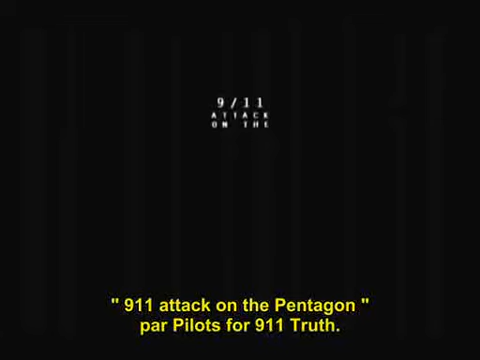 9/11
ATTACK
ON THE
" 911 attack on the Pentagon "
par Pilots for 911 Truth.